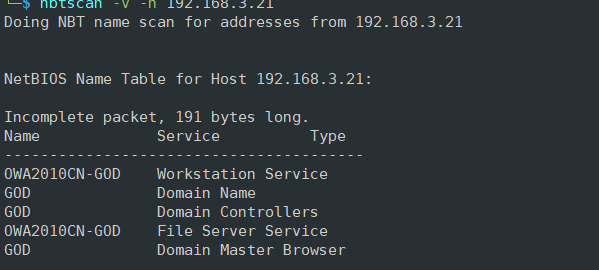 └─$ nbtscan -v -h 192.168.3.21
Doing NBT name scan for addresses from 192.168.3.21
NetBIOS Name Table for Host 192.168.3.21:
Incomplete packet, 191 bytes long.
Name             Service          Type
----------------------------------------
OWA2010CN-GOD    Workstation Service
GOD              Domain Name
GOD              Domain Controllers
OWA2010CN-GOD    File Server Service
GOD              Domain Master Browser